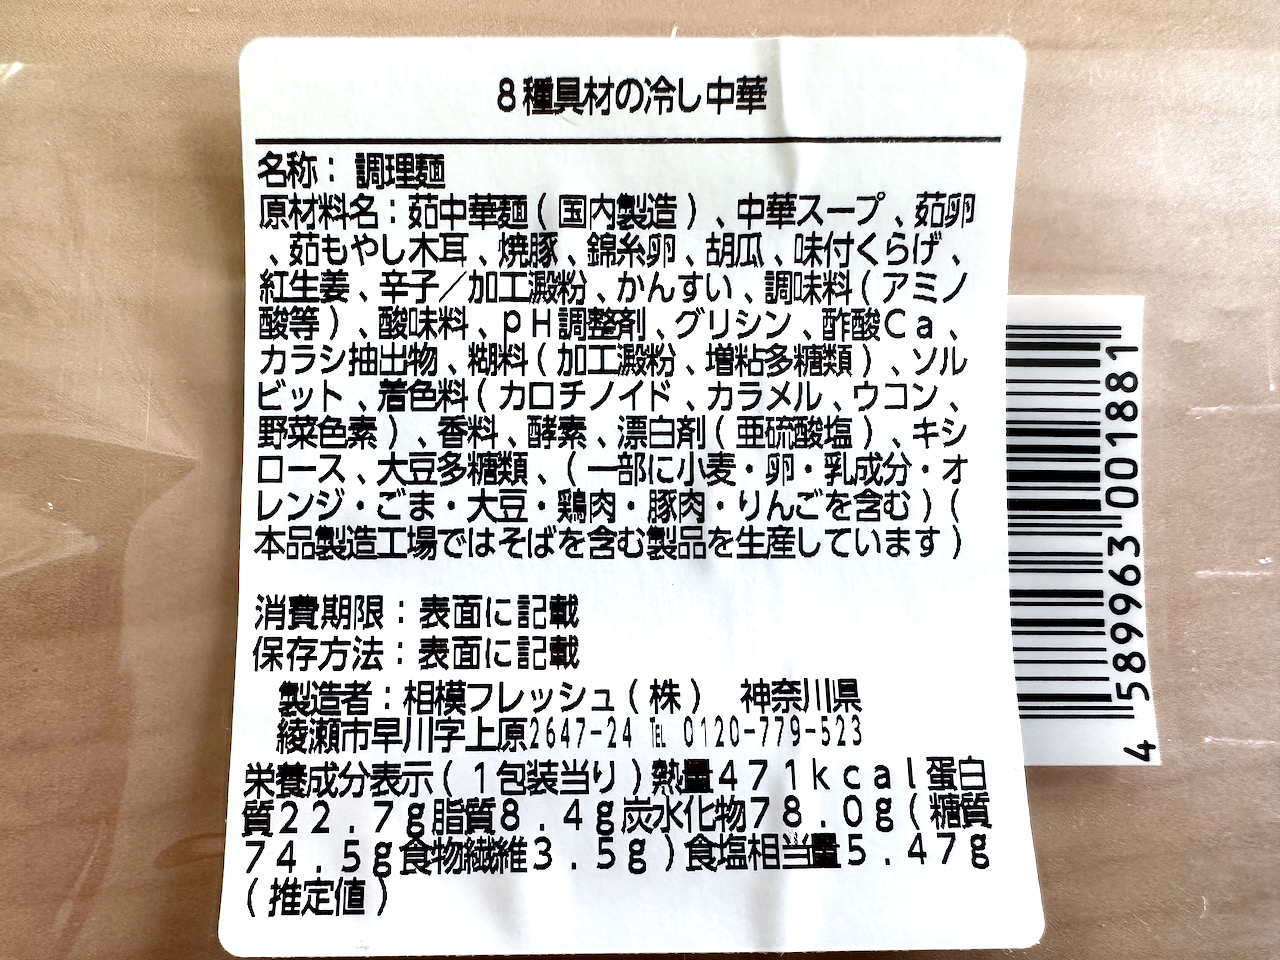 8種具材の冷し中華
名称：調理麺
原材料名：茹中華麺（国内製造）、中華スープ、茹卵
、茹もやし木耳、焼豚、錦糸卵、胡瓜、味付くらげ、
紅生姜、辛子／加工澱粉、かんすい、調味料（アミノ
酸等）、酸味料、ｐＨ調整剤、グリシン、酢酸Ｃａ、
カラシ抽出物、糊料（加工澱粉、増粘多糖類）、ソル
ビット、着色料（カロチノイド、カラメル、ウコン、
野菜色素）、香料、酵素、漂白剤（亜硫酸塩）、キシ
ロース、大豆多糖類、（一部に小麦・卵・乳成分・オ
レンジ・ごま・大豆・鶏肉・豚肉・りんごを含む）（
本品製造工場ではそばを含む製品を生産しています）
消費期限：表面に記載
保存方法：表面に記載
製造者：相模フレッシュ（株）　神奈川県
綾瀬市早川字上原2647-24 ℡ 0120-779-523
栄養成分表示（１包装当り）熱量４７１ｋｃａｌ蛋白
質２２．７ｇ脂質８．４ｇ炭水化物７８．０ｇ（糖質
７４．５ｇ食物繊維３．５ｇ）食塩相当量５．４７ｇ
（推定値）
4 589963 001881